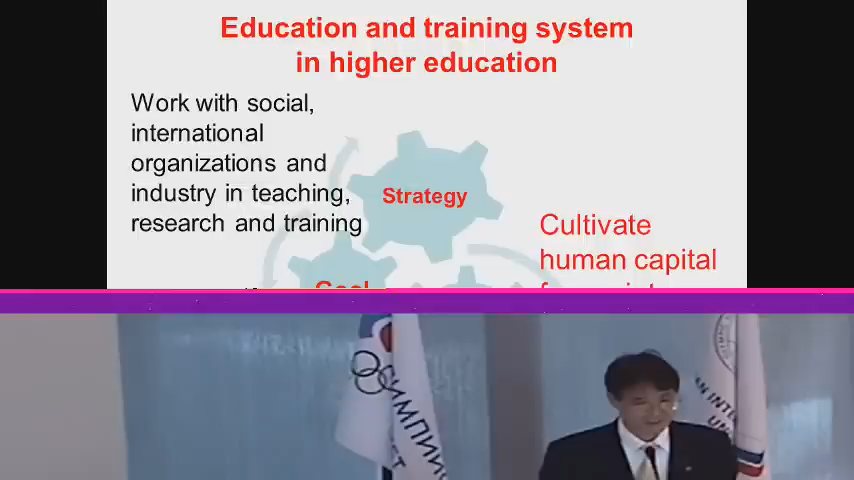 Education and training system
in higher education
Work with social,
international
organizations and
industry in teaching,
research and training
Strategy
Cultivate
human capital
Goal